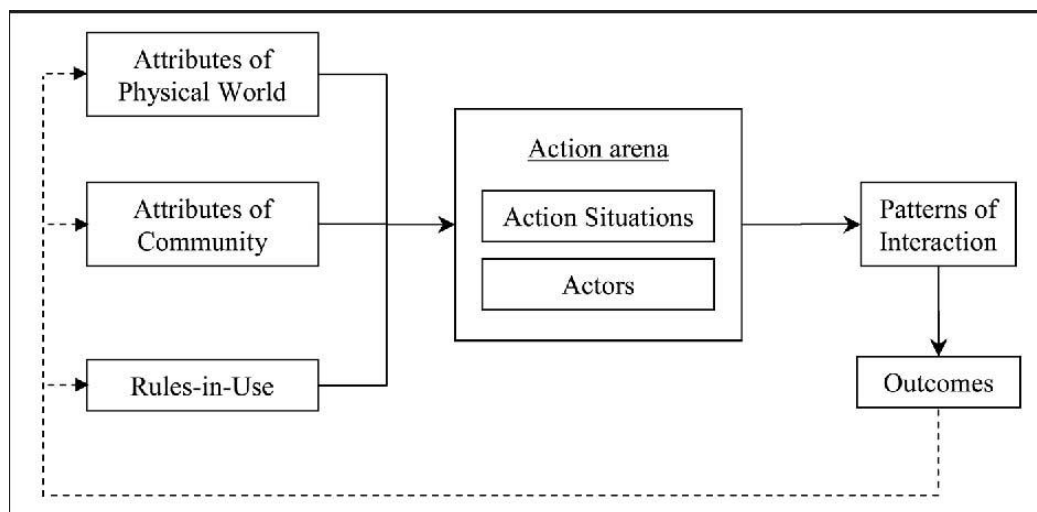 Attributes of
Physical World
Attributes of
Community
Rules-in-Use
Action arena
Action Situations
Actors
Patterns of
Interaction
Outcomes